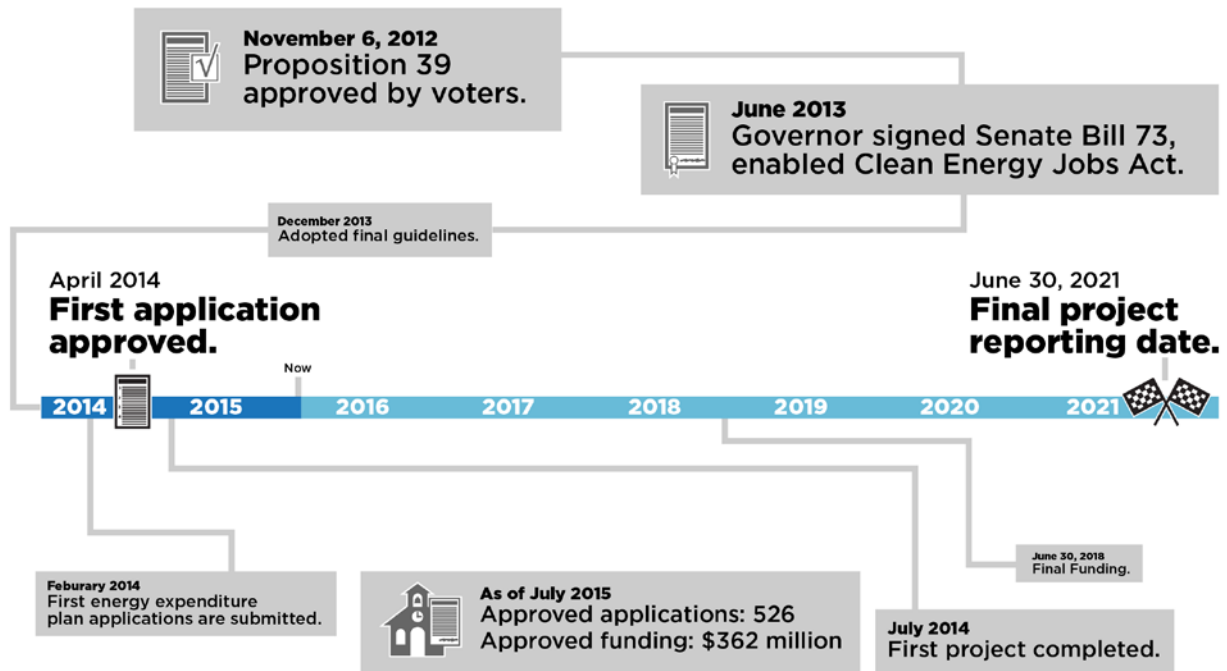 November 6, 2012
Proposition 39
approved by voters.
June 2013
Governor signed Senate Bill 73,
enabled Clean Energy Jobs Act.
December 2013
Adopted final guidelines.
April 2014
First application
approved.
June 30, 2021
Final project
reporting date.
Now
2014 2015 2016 2017 2018 2019 2020 2021
Feburary 2014
First energy expenditure
plan applications are submitted.
As of July 2015
Approved applications: 526
Approved funding: $362 million
June 30, 2018
Final Funding.
July 2014
First project completed.